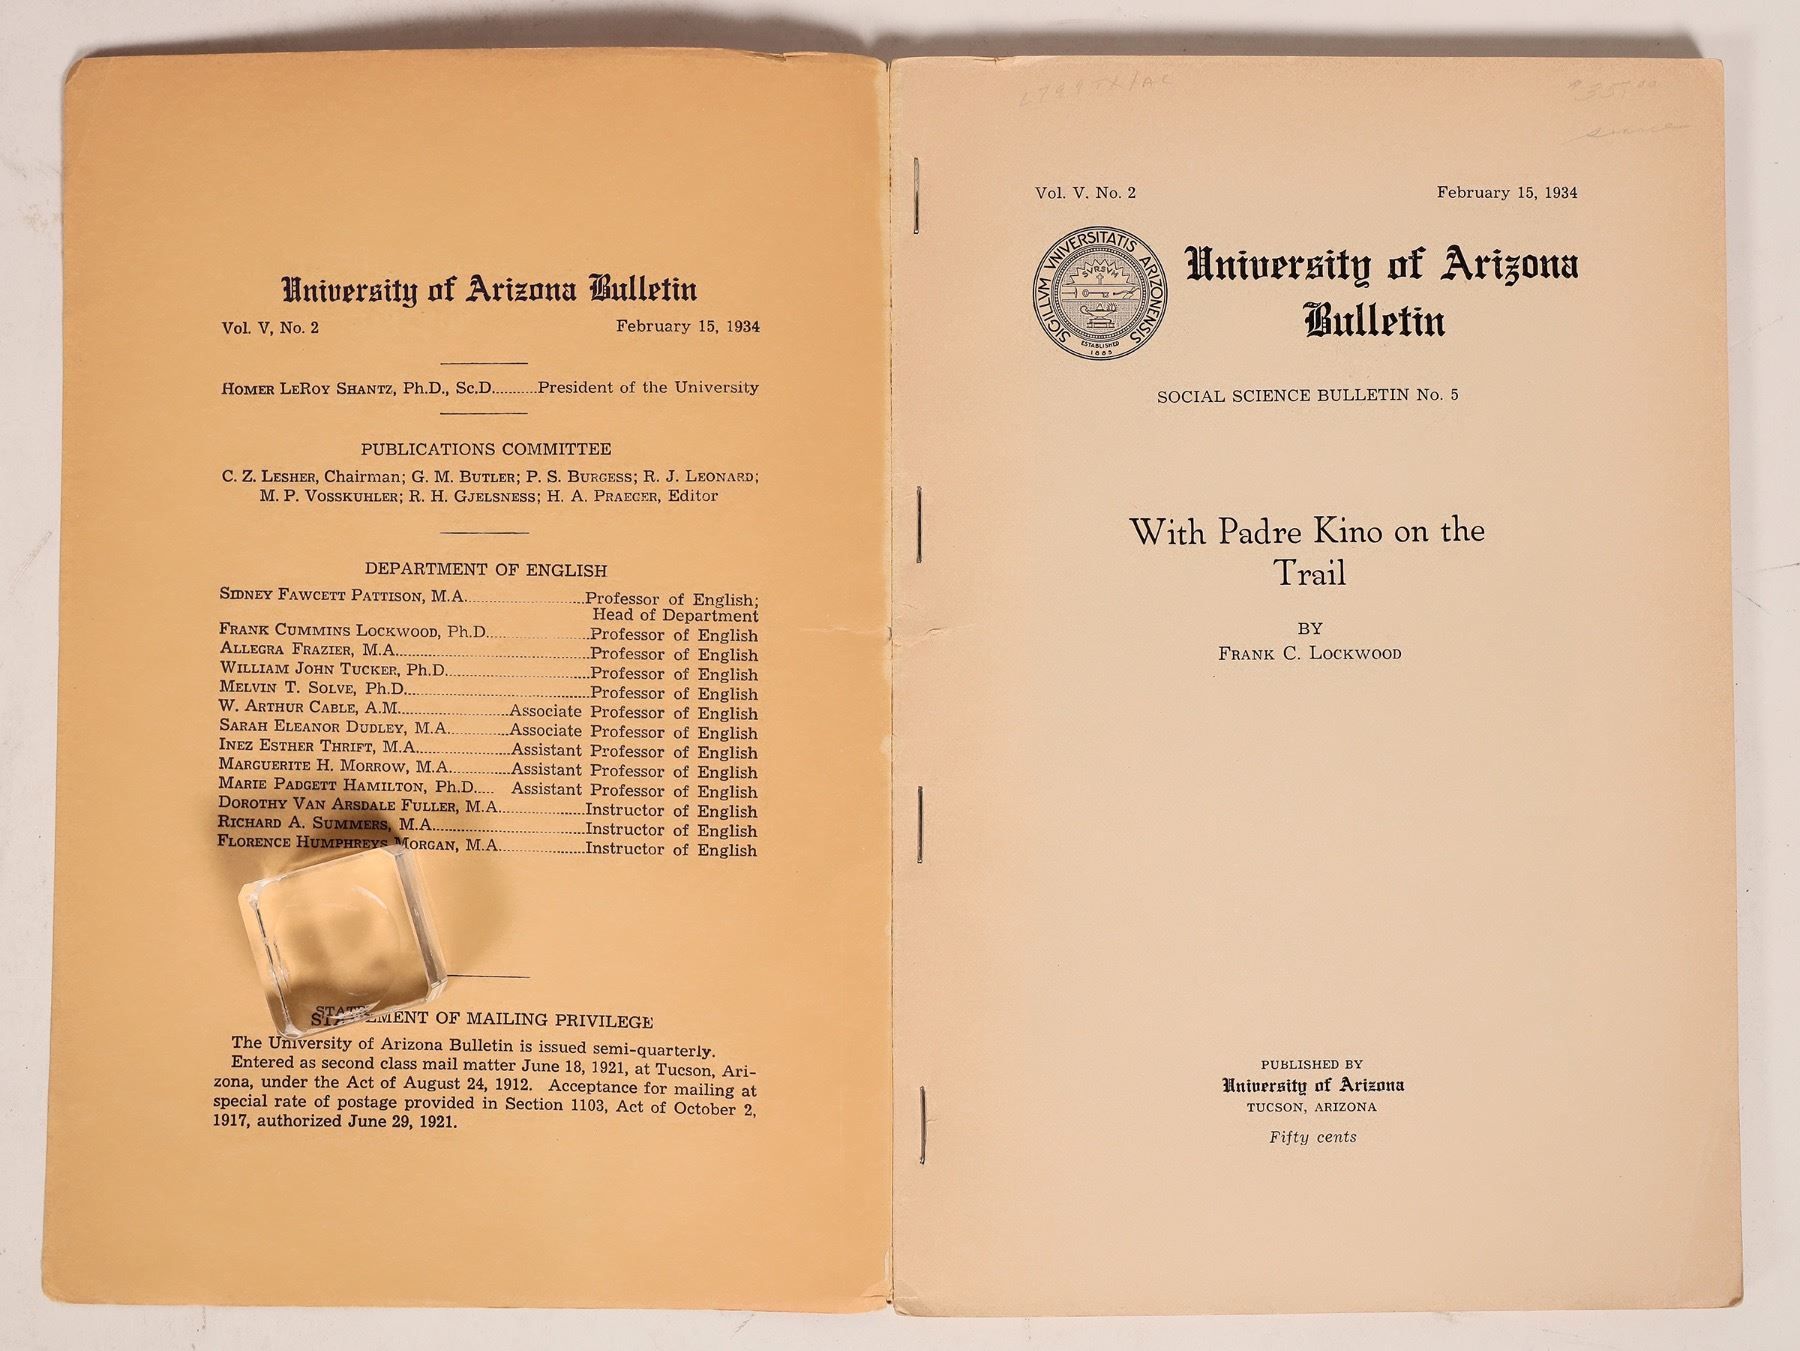 University of Arizona Bulletin
Vol. V, No. 2 February 15, 1934
HOMER LEROY SHANTZ, Ph.D., Sc.D..........President of the University
PUBLICATIONS COMMITTEE
C. Z. LESHER, Chairman; G. M. BUTLER; P. S. BURGESS; R. J. LEONARD;
M. P. VOSSKUHLER; R. H. GJELSNESS; H. A. PRAEGER, Editor
DEPARTMENT OF ENGLISH
SIDNEY FAWCETT PATTISON, M.A..........Professor of English;
Head of Department
FRANK CUMMINS LOCKWOOD, Ph.D..........Professor of English
ALLEGRA FRAZIER, M.A..........Professor of English
WILLIAM JOHN TUCKER, Ph.D..........Professor of English
MELVIN T. SOLVE, Ph.D..........Professor of English
W. ARTHUR CABLE, A.M..........Associate Professor of English
SARAH ELEANOR DUDLEY, M.A..........Associate Professor of English
INEZ ESTHER THRIFT, M.A..........Assistant Professor of English
MARGUERITE H. MORROW, M.A..........Assistant Professor of English
MARIE PADGETT HAMILTON, Ph.D..... Assistant Professor of English
DOROTHY VAN ARSDALE FULLER, M.A..........Instructor of English
RICHARD A. SUMMERS, M.A..........Instructor of English
FLORENCE HUMPHREYS MORGAN, M.A..........Instructor of English
STATEMENT OF MAILING PRIVILEGE
The University of Arizona Bulletin is issued semi-quarterly.
Entered as second class mail matter June 18, 1921, at Tucson, Ari-
zona, under the Act of August 24, 1912. Acceptance for mailing at
special rate of postage provided in Section 1103, Act of October 2,
1917, authorized June 29, 1921.
Vol. V. No. 2 February 15, 1934
SIGILLVM VNIVERSITATIS ARIZONENSIS
SVRSVM
ESTABLISHED
1885
University of Arizona
Bulletin
SOCIAL SCIENCE BULLETIN No. 5
With Padre Kino on the
Trail
BY
FRANK C. LOCKWOOD
PUBLISHED BY
University of Arizona
TUCSON, ARIZONA
Fifty cents